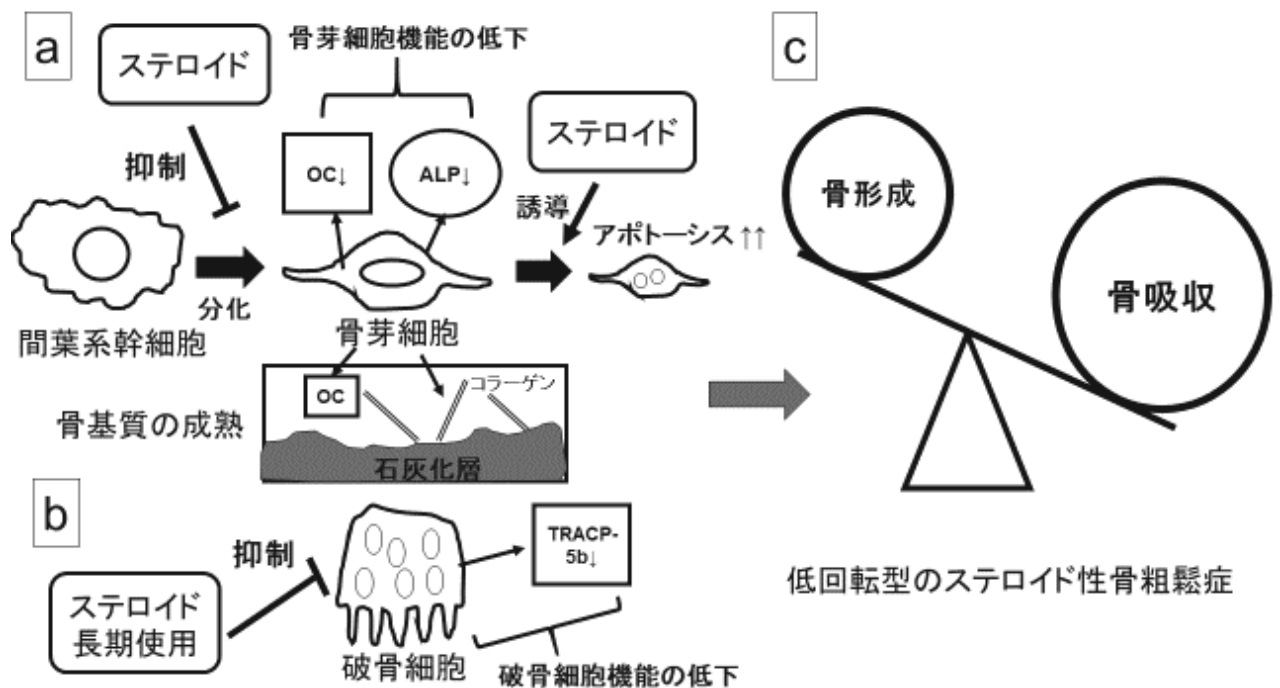 a
ステロイド
骨芽細胞機能の低下
ステロイド
抑制
OC↓
ALP↓
誘導
アポトーシス ↑↑
分化
間葉系幹細胞
骨芽細胞
OC
コラーゲン
骨基質の成熟
石灰化層
b
抑制
TRACP-
5b↓
ステロイド
長期使用
破骨細胞
破骨細胞機能の低下
c
骨形成
骨吸収
低回転型のステロイド性骨粗鬆症